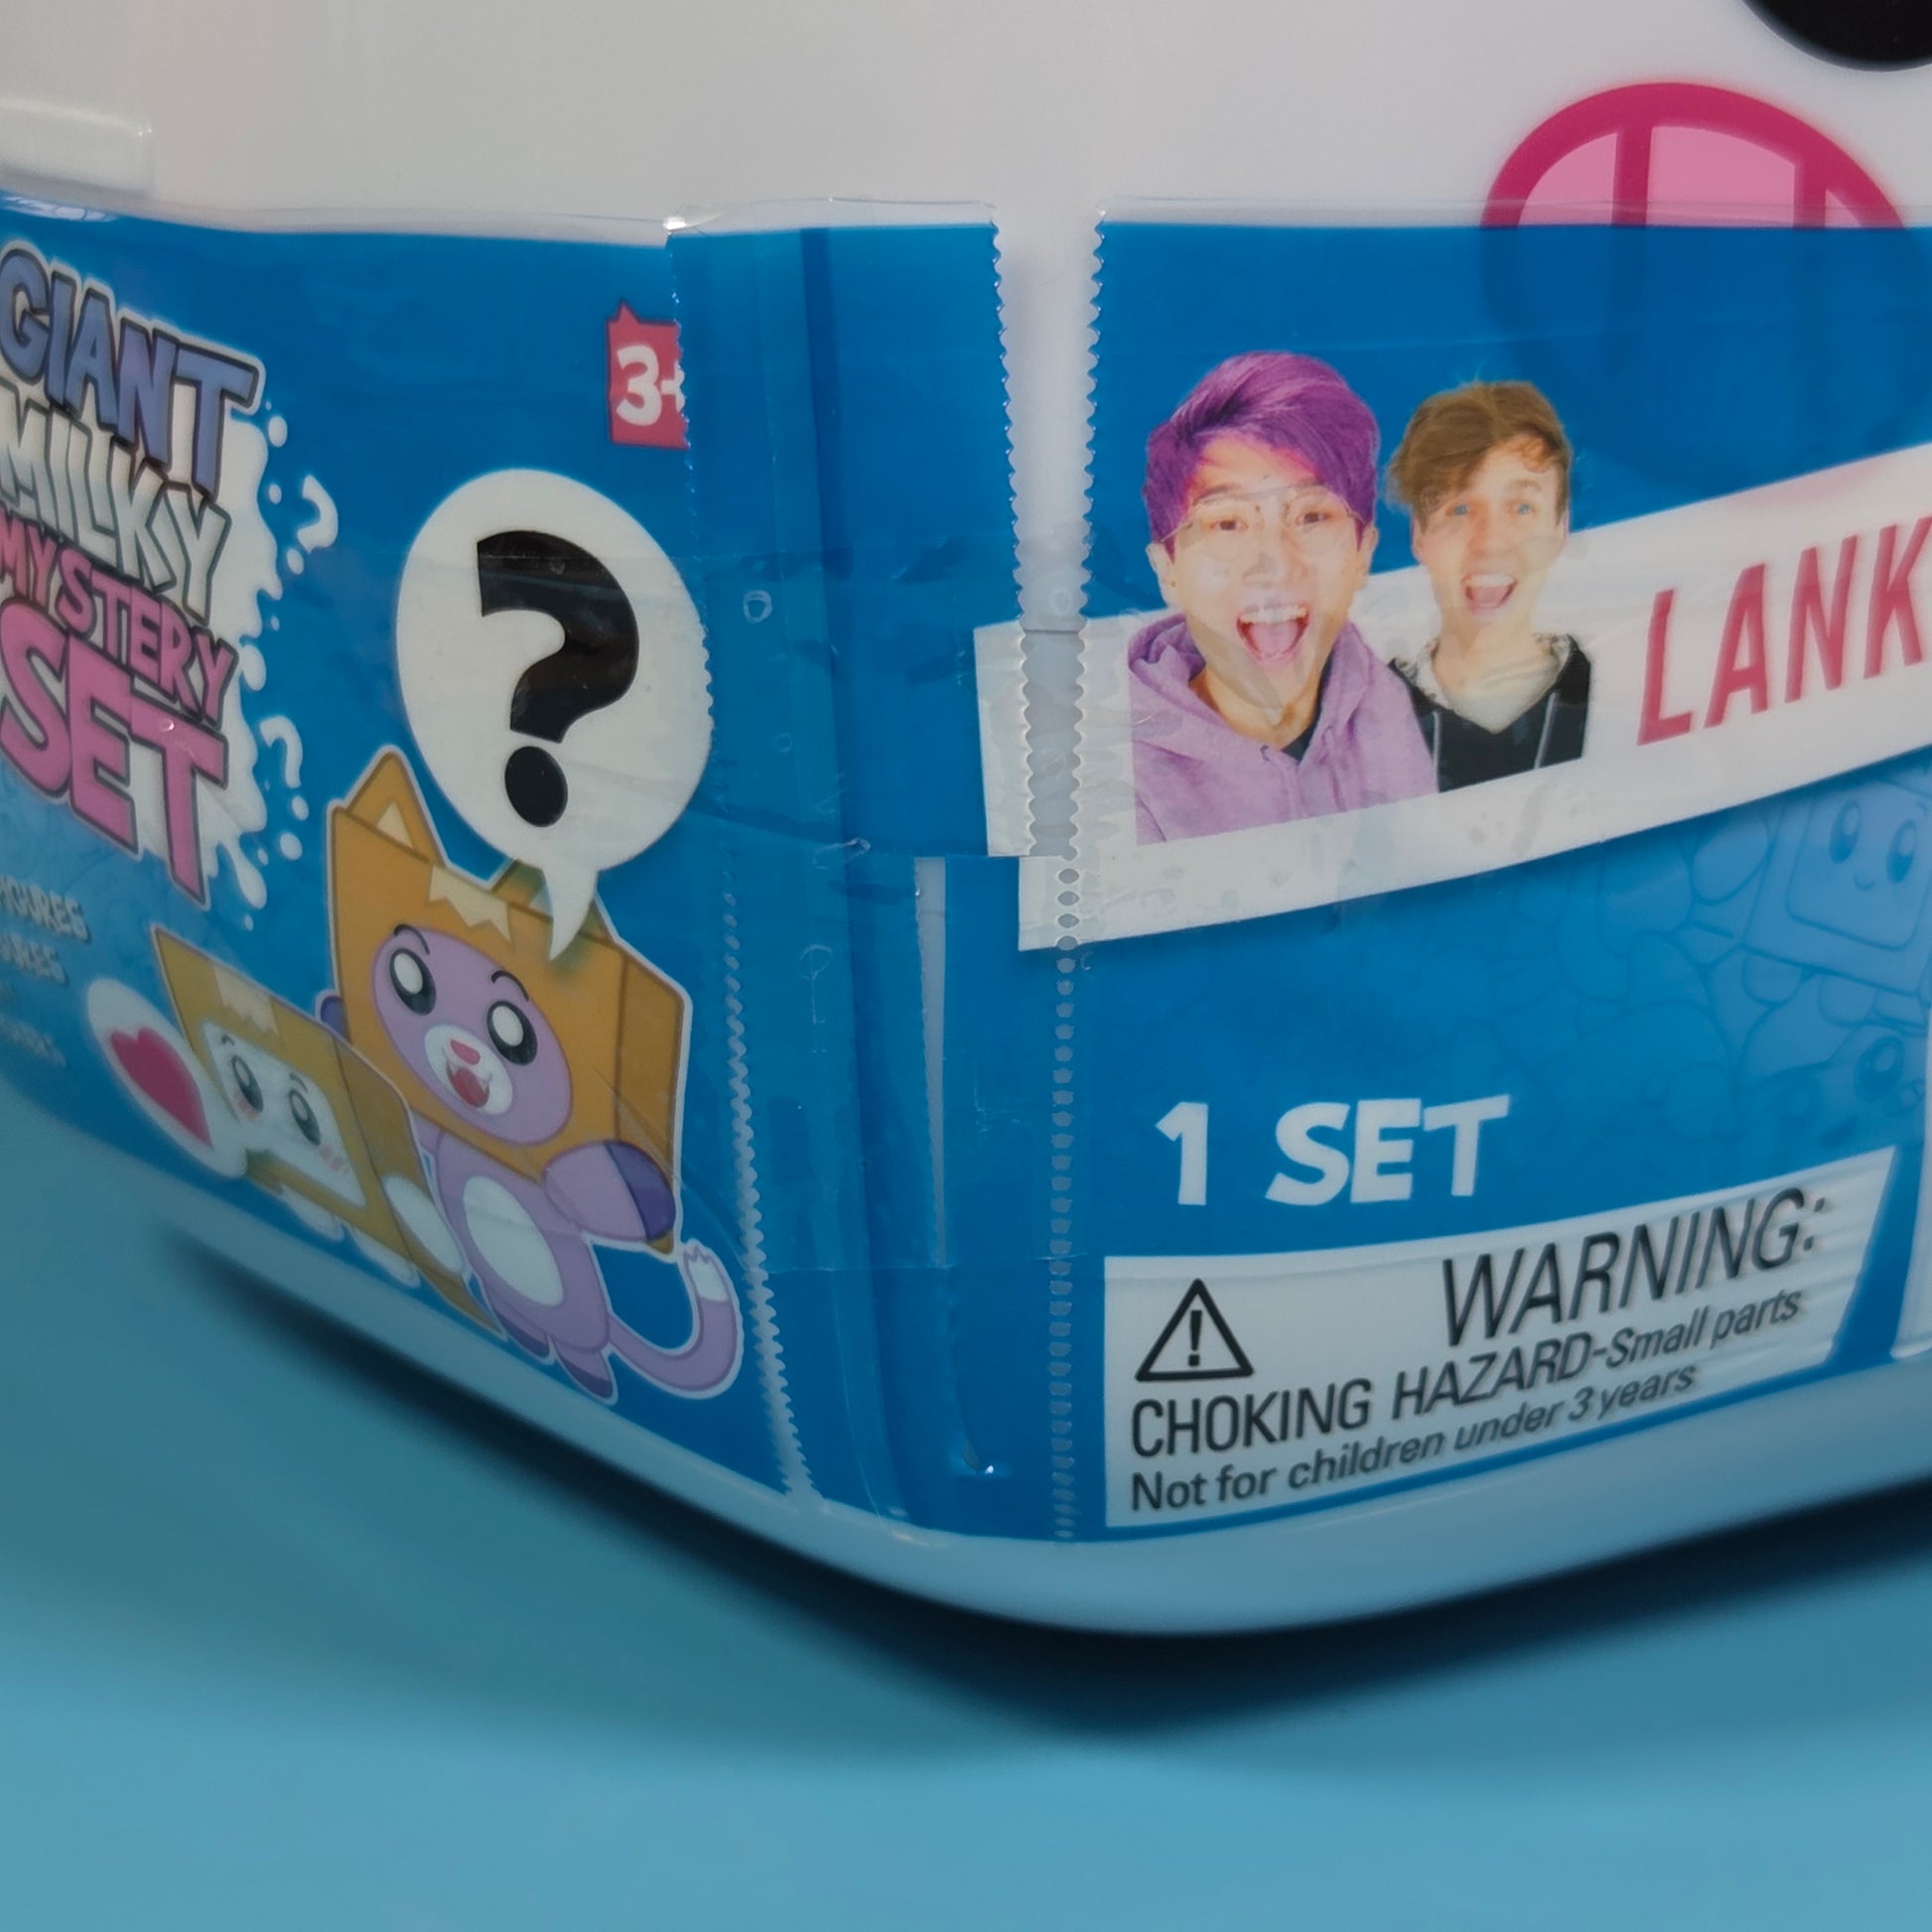 GIANT
MILKY
MYSTERY
SET
3+
?
LANK
1 SET
WARNING:
CHOKING HAZARD-Small parts
Not for children under 3 years